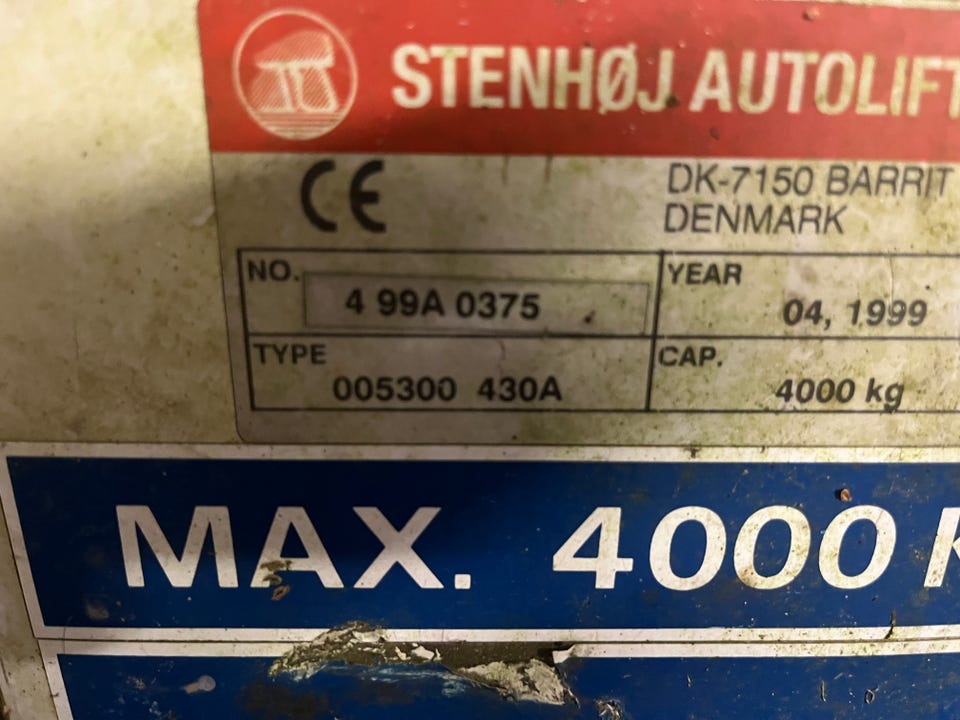 STENHØJ AUTOLIFT
CE
DK-7150 BARRIT
DENMARK
NO. 4 99A 0375
YEAR 04, 1999
TYPE 005300 430A
CAP. 4000 kg
MAX. 4000 K